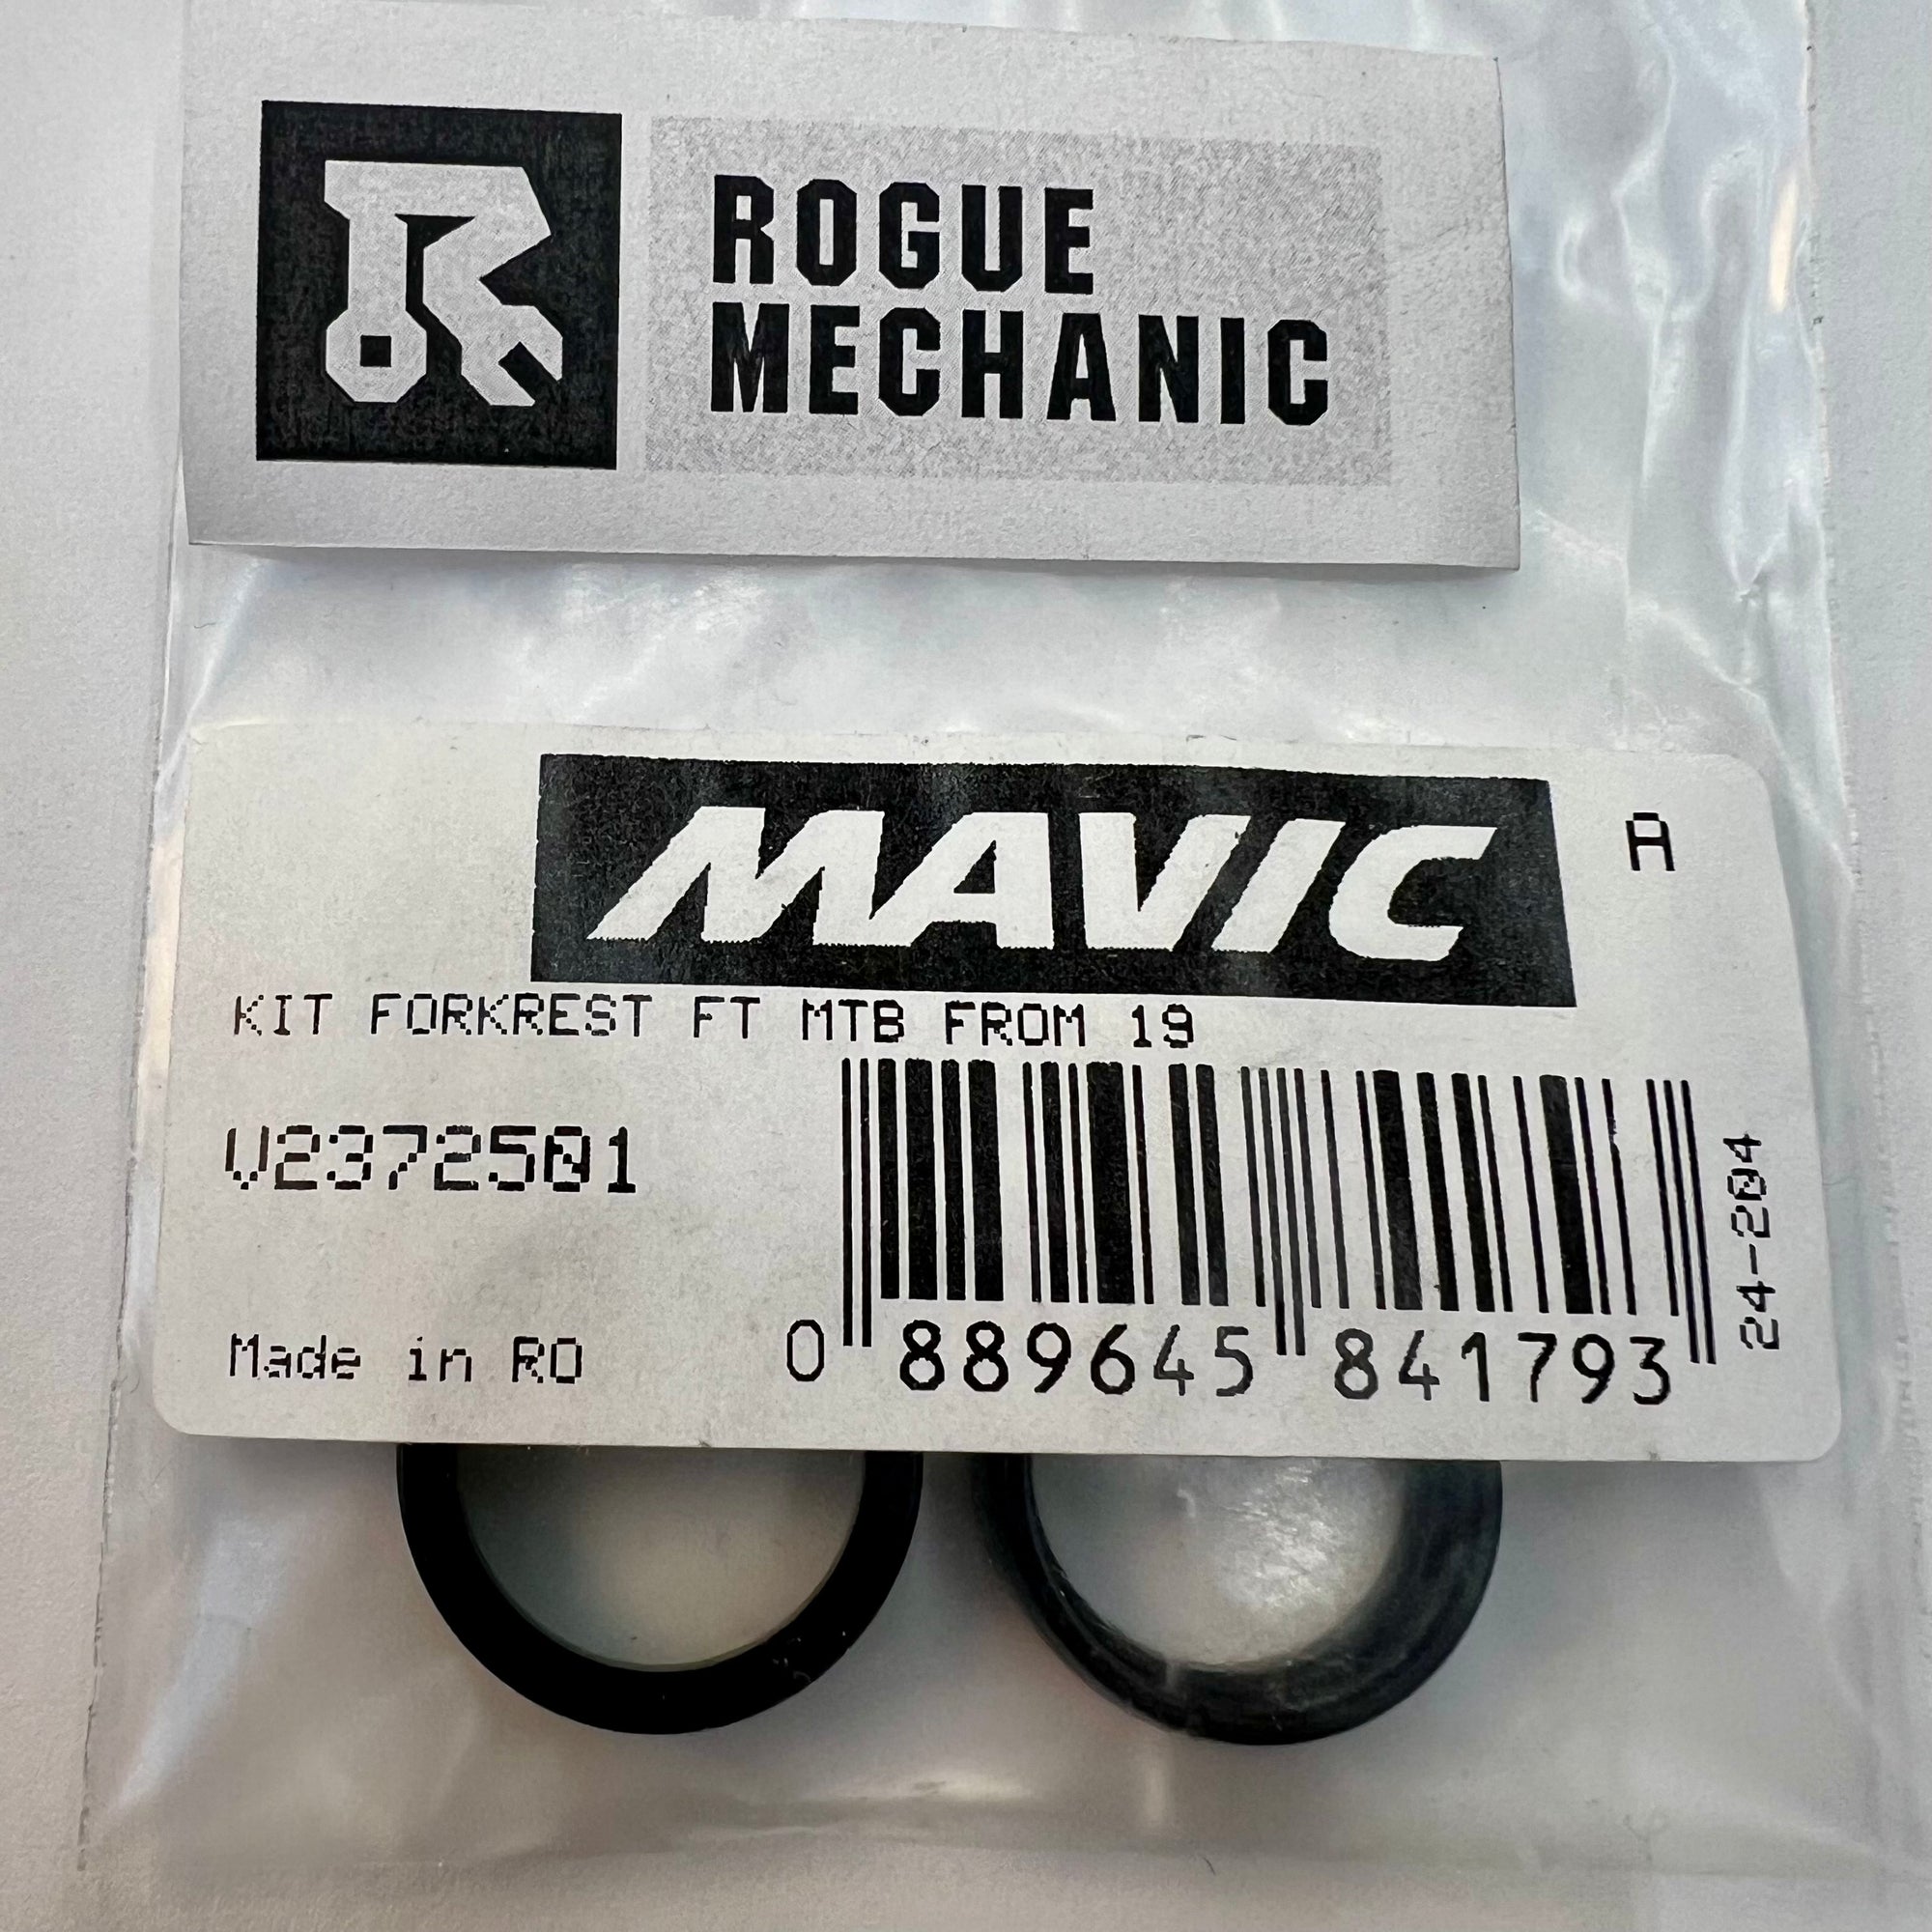 ROGUE
MECHANIC
MAVIC
A
KIT FORKREST FT MTB FROM 19
V2372501
24-204
Made in RO
0 889645 841793